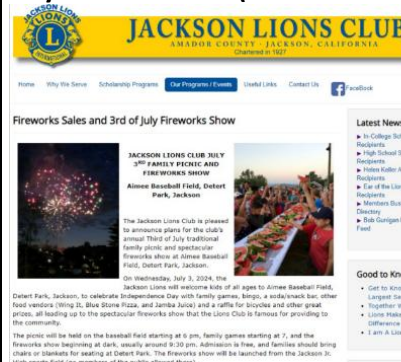 JACKSON LIONS CLUB
AMADOR COUNTY - JACKSON, CALIFORNIA
Chartered in 1927
JACKSON
LIONS
L
INTERNATIONAL
Home Why We Serve Scholarship Programs Our Programs / Events Useful Links Contact Us FaceBook
Fireworks Sales and 3rd of July Fireworks Show
JACKSON LIONS CLUB JULY
3RD FAMILY PICNIC AND
FIREWORKS SHOW
Aimee Baseball Field, Detert
Park, Jackson
The Jackson Lions Club is pleased
to announce plans for the club's
annual Third of July traditional
family picnic and spectacular
fireworks show at Aimee Baseball
Field, Detert Park, Jackson.
On Wednesday, July 3, 2024, the
Jackson Lions will welcome kids of all ages to Aimee Baseball Field,
Detert Park, Jackson, to celebrate Independence Day with family games, bingo, a soda/snack bar, other
food vendors (Wing It, Blue Stone Pizza, and Jamba Juice) and a raffle for bicycles and other great
prizes, all leading up to the spectacular fireworks show that the Lions Club is famous for providing to
the community.
The picnic will be held on the baseball field starting at 6 pm, family games starting at 7, and the
fireworks show beginning at dark, usually around 9:30 pm. Admission is free, and families should bring
chairs or blankets for seating at Detert Park. The fireworks show will be launched from the Jackson Jr.
Latest News
In-College Sc
Recipients
High School S
Recipients
Helen Keller A
Recipients
Ear of the Lion
Recipients
Members Bus
Directory
Bob Gunigan
Feed
Good to Kn
Get to Kno
Largest Se
Together W
Lions Make
Difference
I Am A Lio